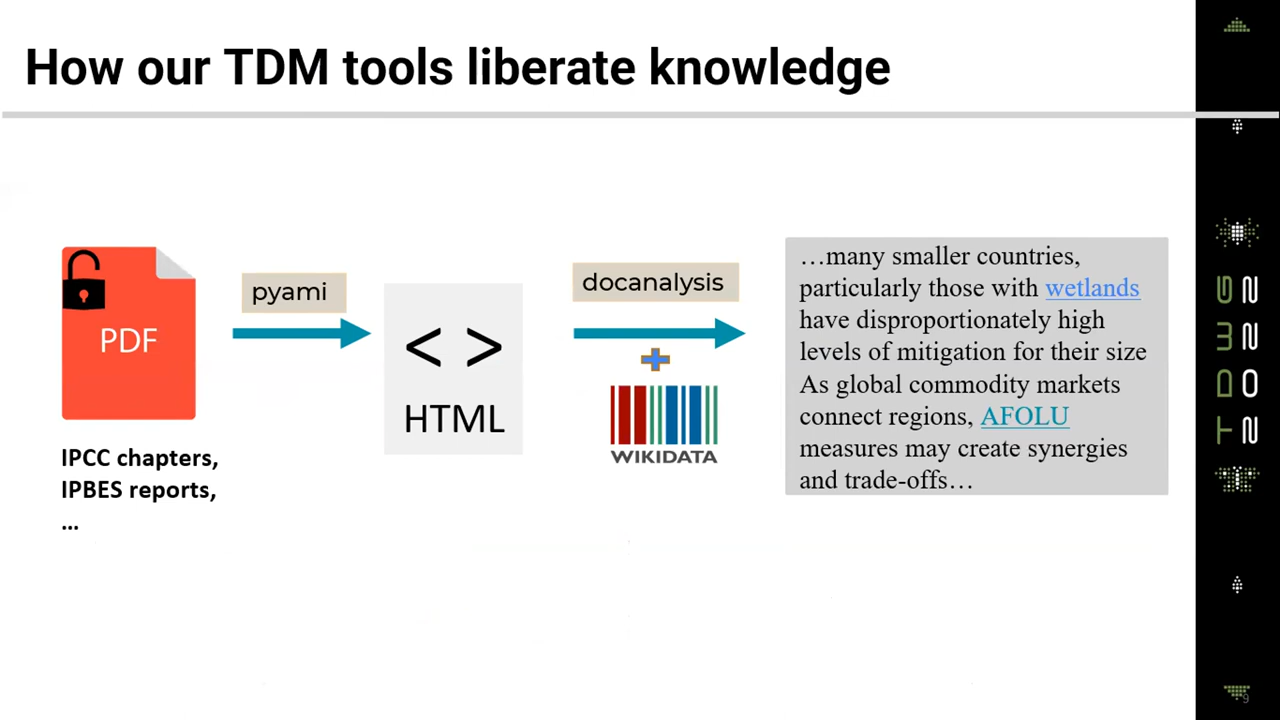 How our TDM tools liberate knowledge
PDF
IPCC chapters,
IPBES reports,
...
pyami
< >
HTML
docanalysis
WIKIDATA
…many smaller countries,
particularly those with wetlands
have disproportionately high
levels of mitigation for their size
As global commodity markets
connect regions, AFOLU
measures may create synergies
and trade-offs…
9